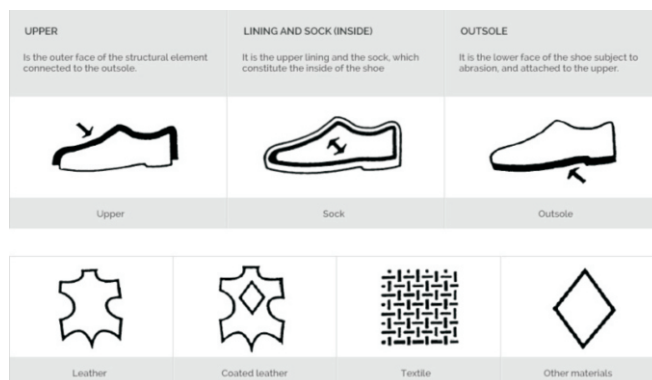 UPPER
Is the outer face of the structural element
connected to the outsole.
LINING AND SOCK (INSIDE)
It is the upper lining and the sock, which
constitute the inside of the shoe
OUTSOLE
It is the lower face of the shoe subject to
abrasion, and attached to the upper.
Upper
Sock
Outsole
Leather
Coated leather
Textile
Other materials